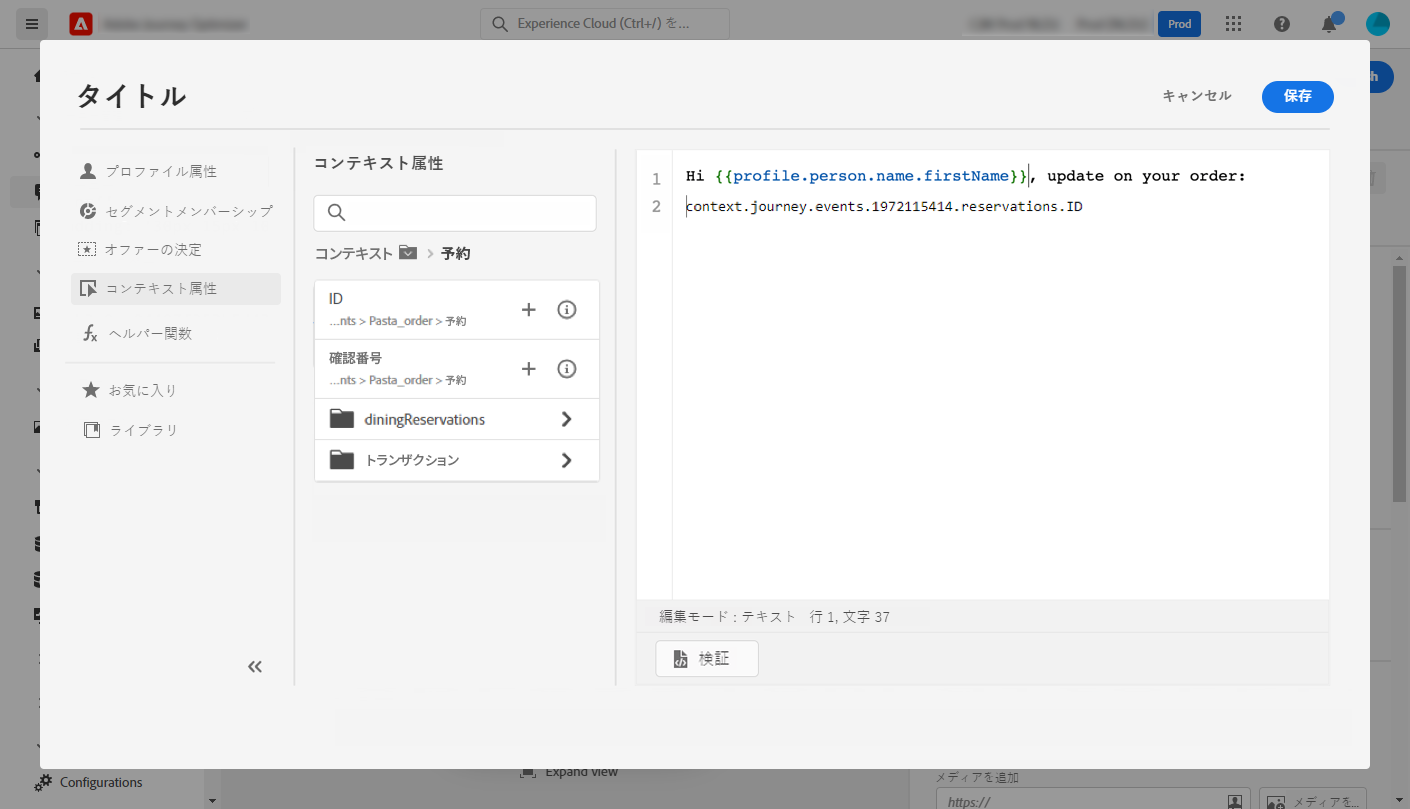 Experience Cloud (Ctrl+/) を...
Prod
タイトル
キャンセル
保存
h
プロファイル属性
セグメントメンバーシップ
オファーの決定
コンテキスト属性
ヘルパー関数
お気に入り
ライブラリ
コンテキスト属性
コンテキスト > 予約
ID
...nts > Pasta_order > 予約
確認番号
...nts > Pasta_order > 予約
diningReservations
トランザクション
1 Hi {{profile.person.name.firstName}}, update on your order:
2 context.journey.events.1972115414.reservations.ID
編集モード : テキスト 行 1, 文字 37
検証
Configurations
Expand view
メディアを追加
https://
メディアを...